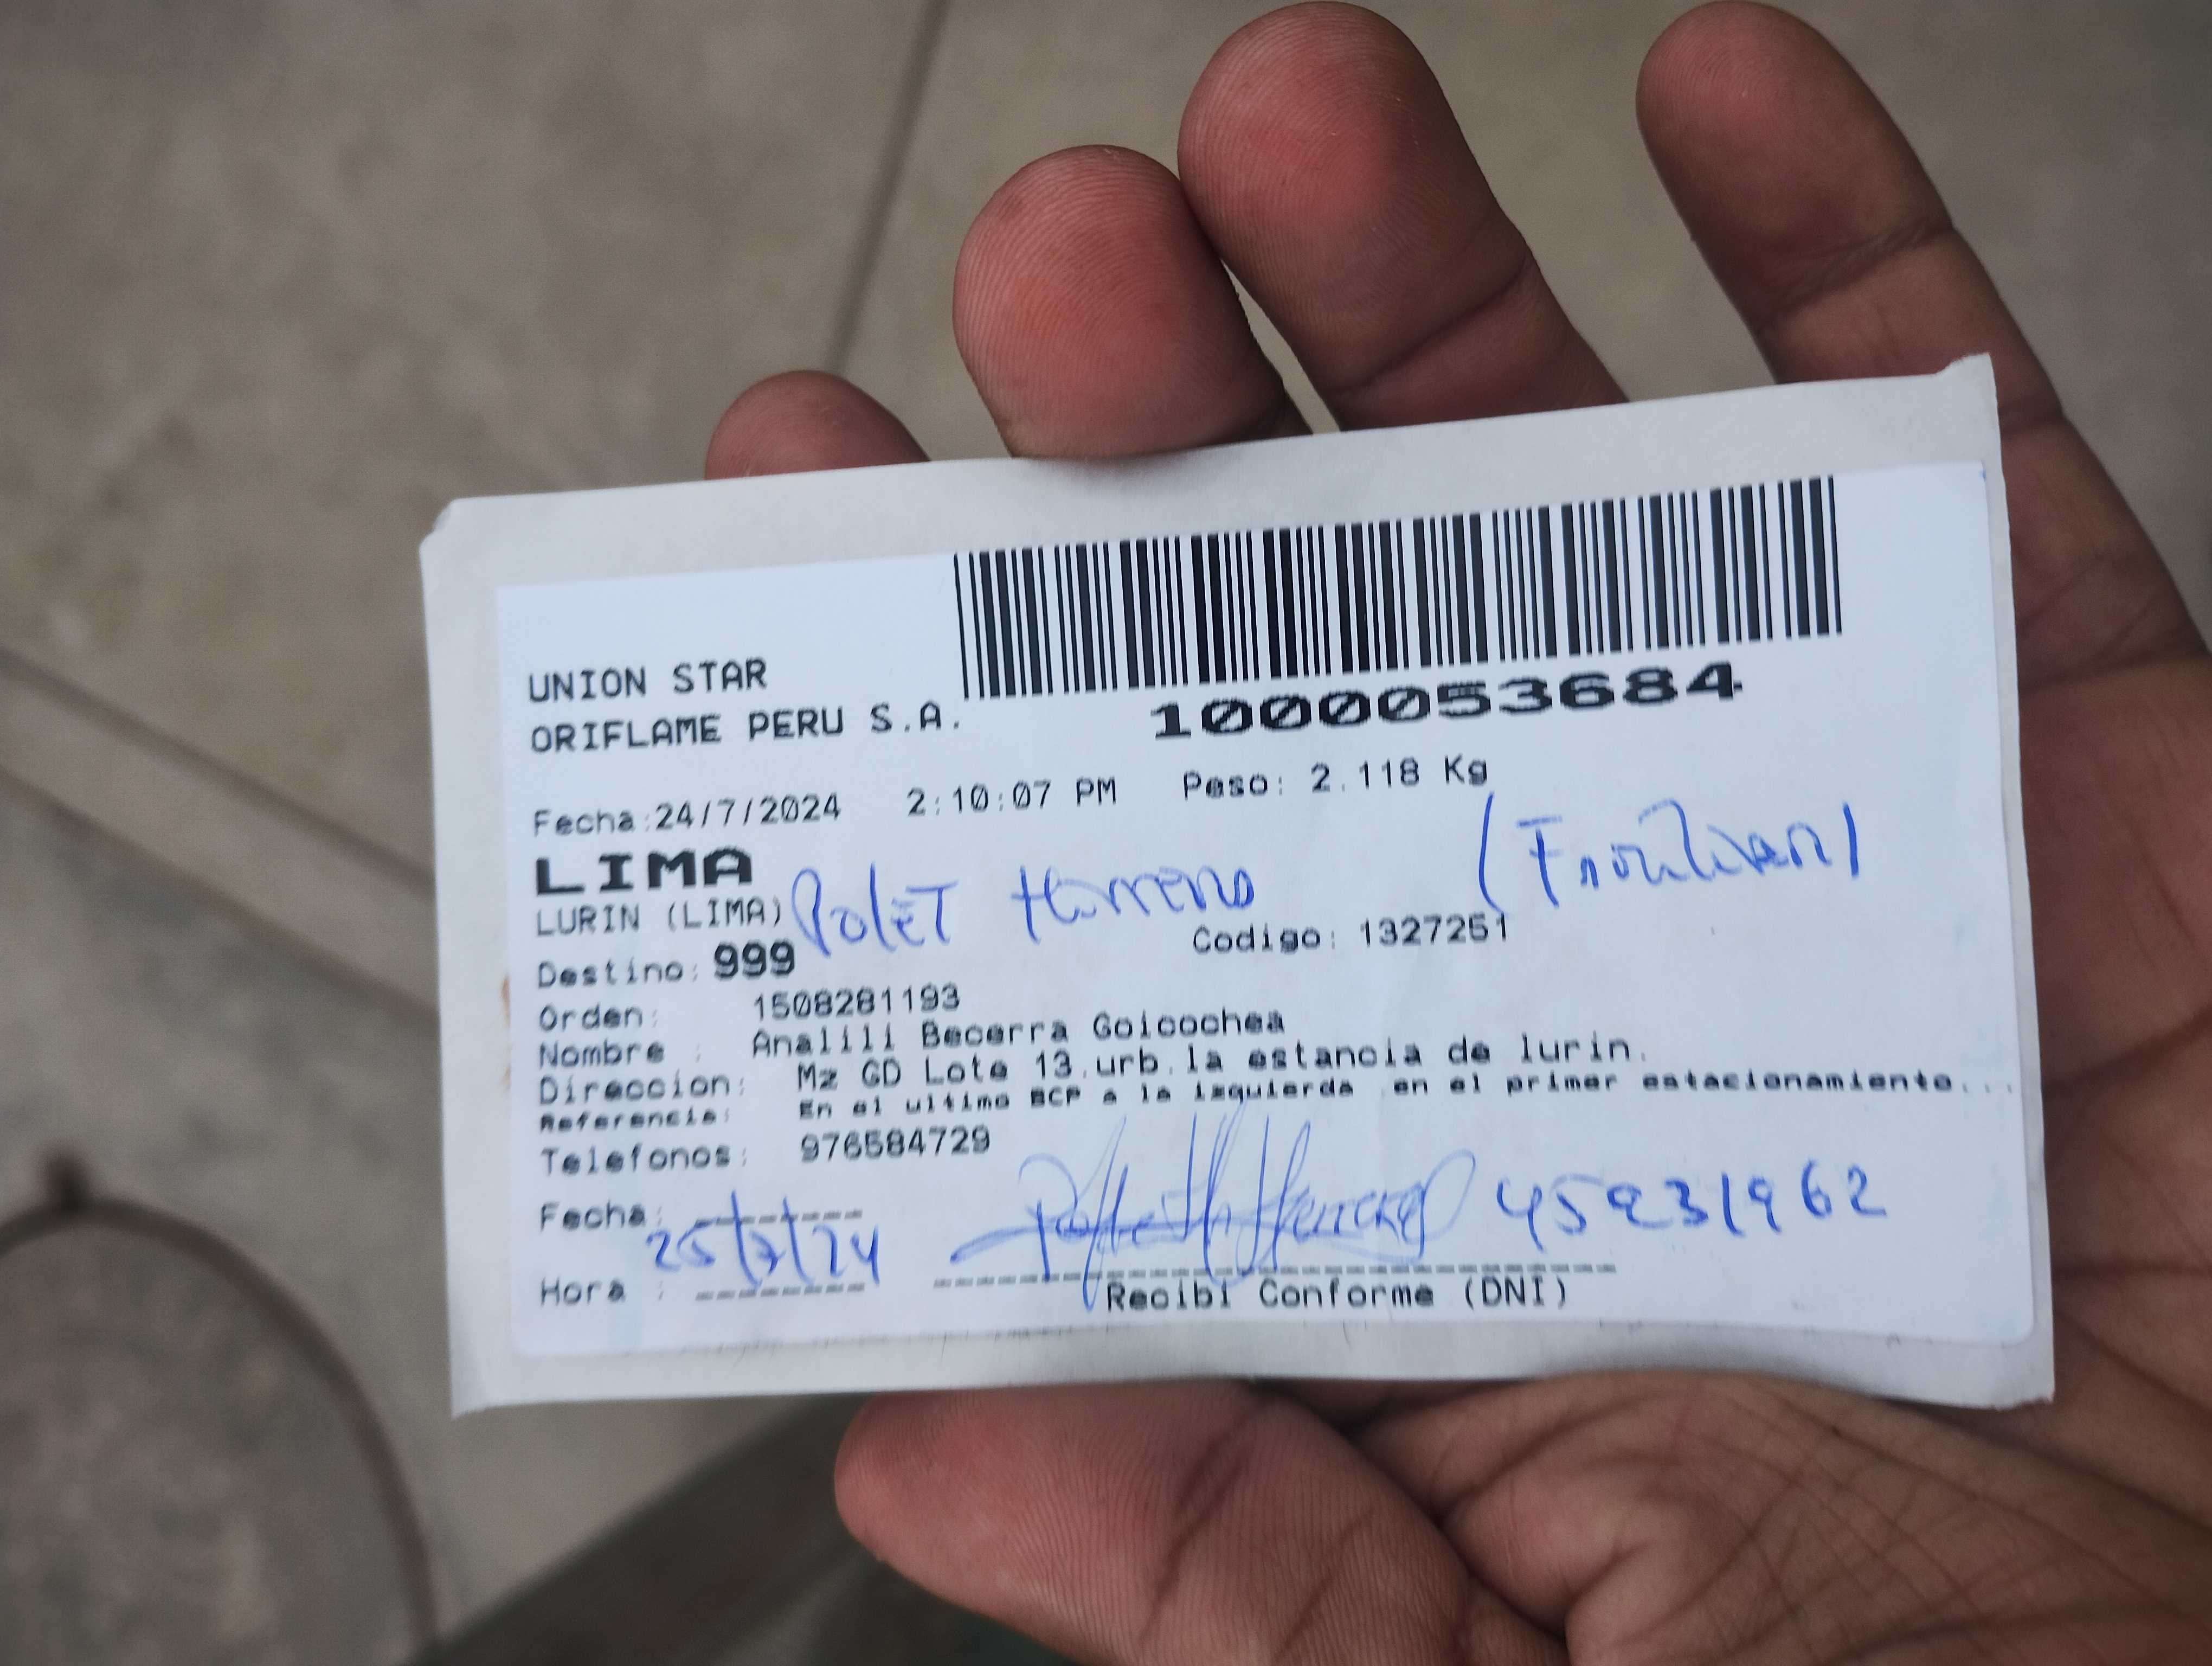 UNION STAR
ORIFLAME PERU S.A.
1000053684
Fecha:24/7/2024 2:10:07 PM Peso: 2.118 Kg
LIMA
LURIN (LIMA) Polet Herrera
Destino: 999 Codigo: 1327251
Orden: 1508281193
Nombre : Analili Becerra Goicochea
Direccion: Mz GD Lote 13.urb.la estancia de lurin.
Referencia: En el ultimo BCP a la izquierda en el primer estacionamiento...
Telefonos: 976584729
Fecha: 25/7/24
45931962
Hora :
Recibi Conforme (DNI)